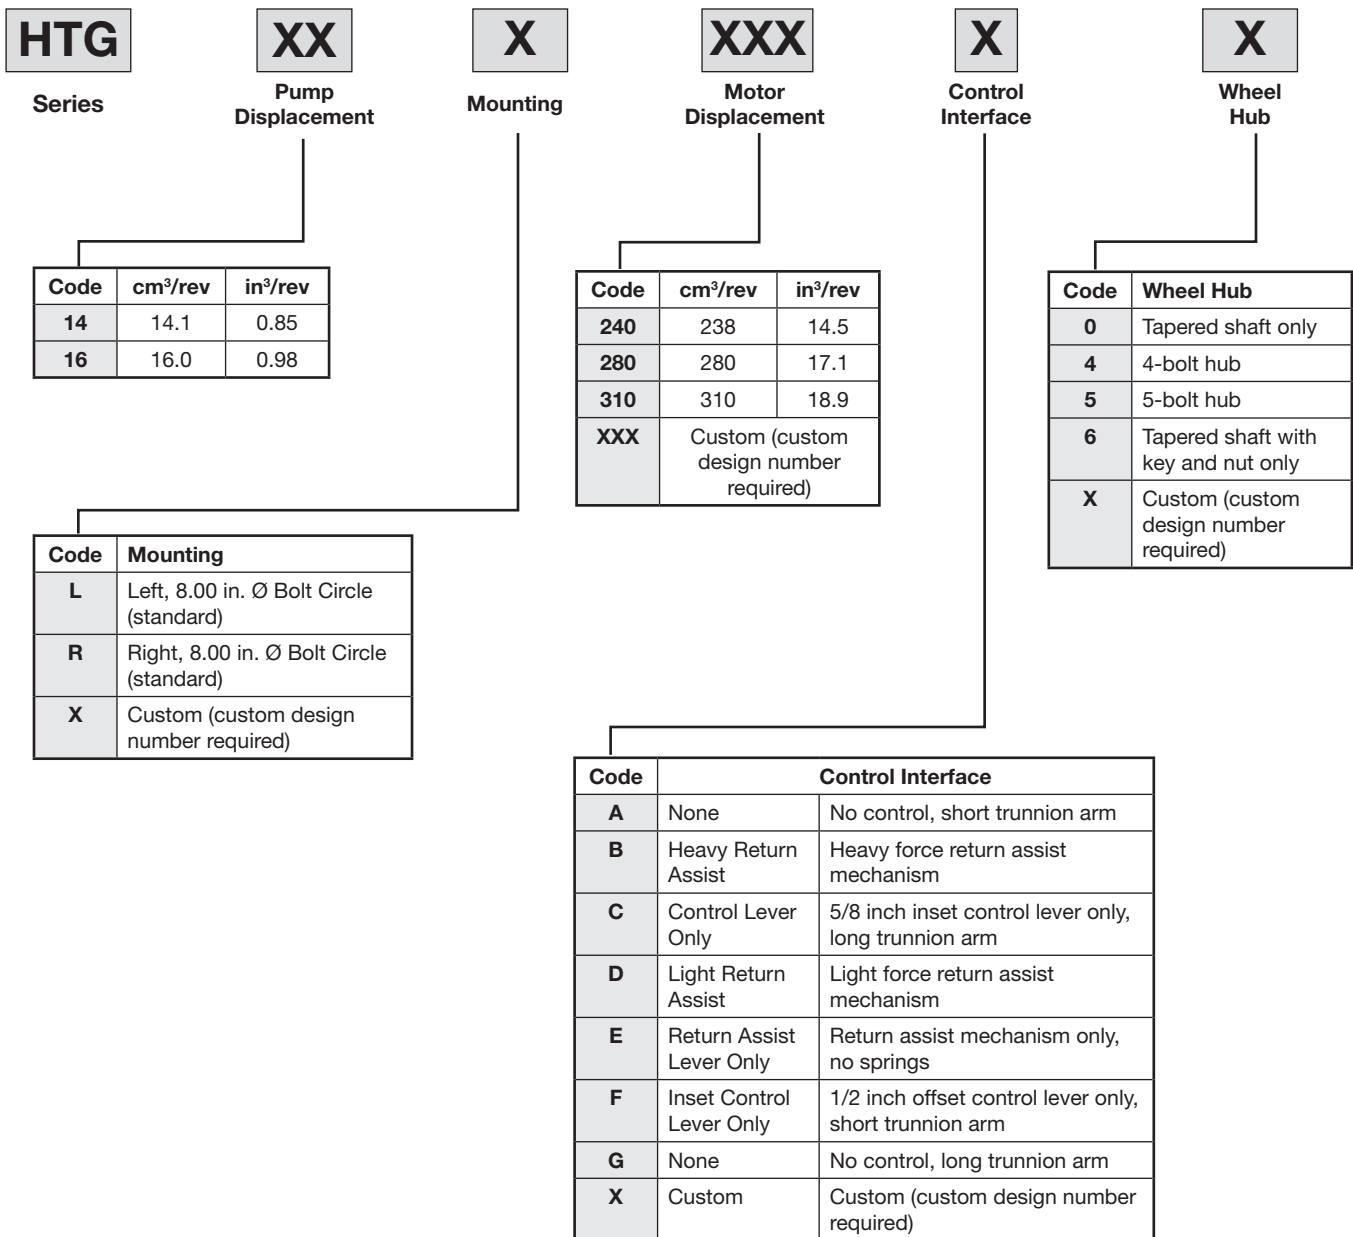 HTG XX X XXX X X
Series
Pump
Displacement
Mounting
Motor
Displacement
Control
Interface
Wheel
Hub
Code cm³/rev in³/rev
14 14.1 0.85
16 16.0 0.98
Code cm³/rev in³/rev
240 238 14.5
280 280 17.1
310 310 18.9
XXX Custom (custom
design number
required)
Code Wheel Hub
0 Tapered shaft only
4 4-bolt hub
5 5-bolt hub
6 Tapered shaft with
key and nut only
X Custom (custom
design number
required)
Code Mounting
L Left, 8.00 in. Ø Bolt Circle
(standard)
R Right, 8.00 in. Ø Bolt Circle
(standard)
X Custom (custom design
number required)
Code Control Interface
A None No control, short trunnion arm
B Heavy Return Heavy force return assist
Assist mechanism
C Control Lever 5/8 inch inset control lever only,
Only long trunnion arm
D Light Return Light force return assist
Assist mechanism
E Return Assist Return assist mechanism only,
Lever Only no springs
F Inset Control 1/2 inch offset control lever only,
Lever Only short trunnion arm
G None No control, long trunnion arm
X Custom Custom (custom design number
required)